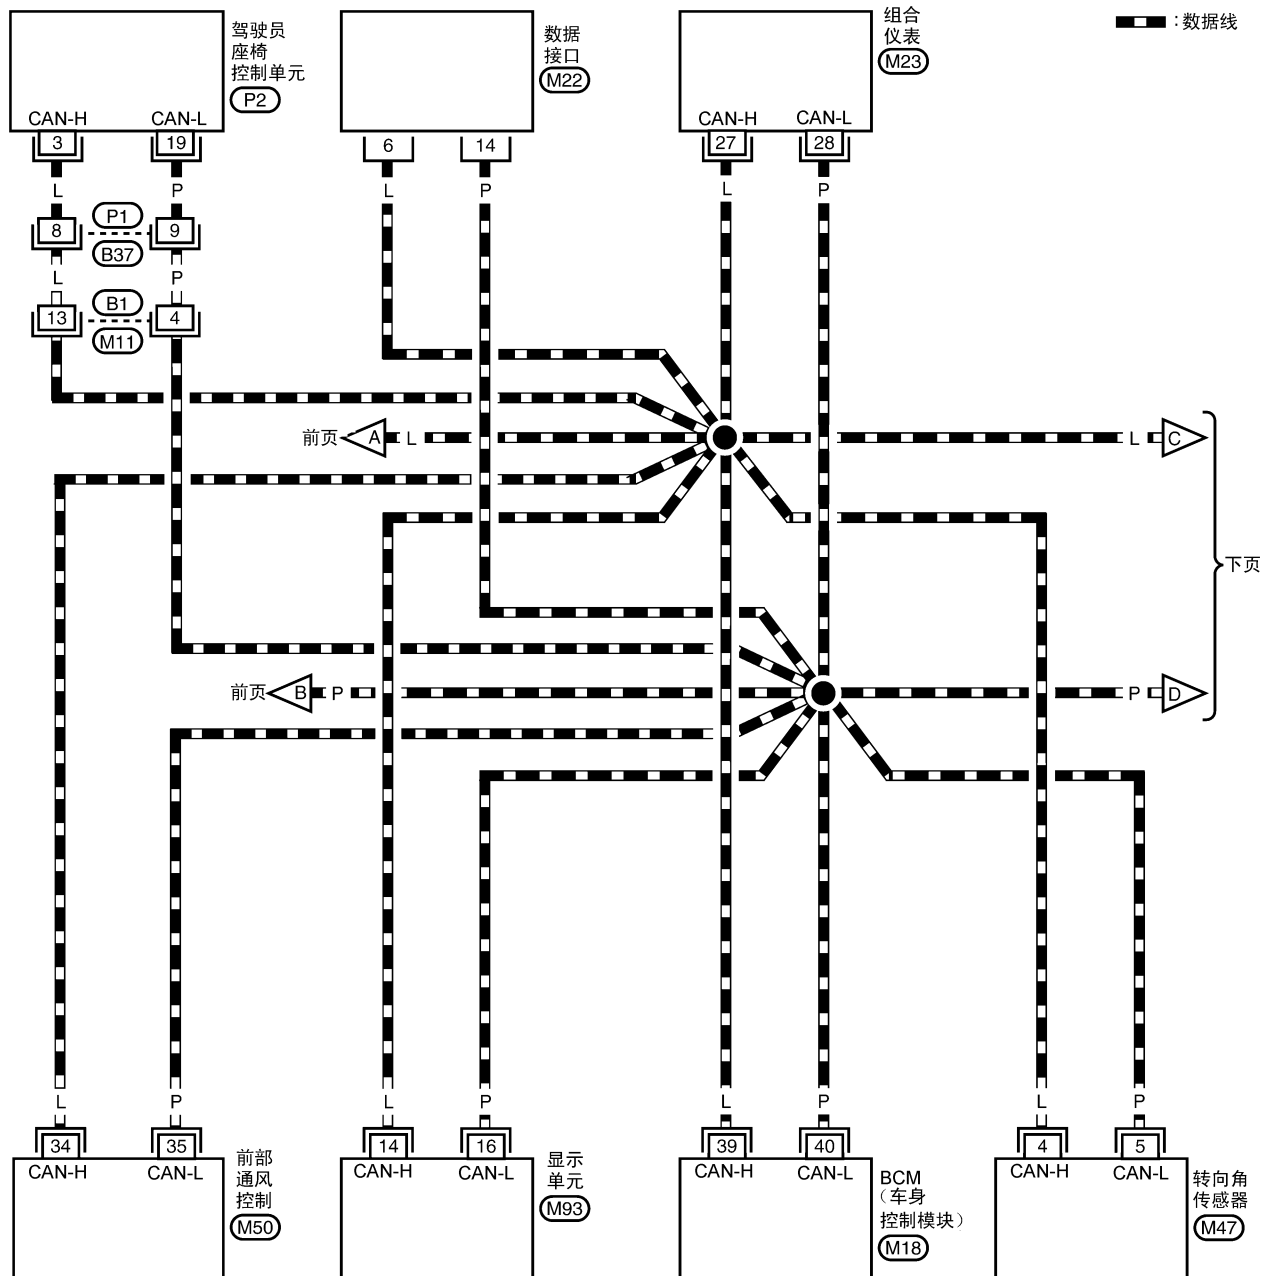 驾驶员
座椅
控制单元
P2
CAN-H
CAN-L
3
19
数据
接口
M22
6
14
组合
仪表
M23
CAN-H
CAN-L
27
28
:数据线
L
P
L
P
L
P
8
P1
9
B37
L
P
13
B1
4
M11
前页
A
L
L
C
下页
前页
B
P
P
D
L
P
L
P
L
P
L
P
34
35
14
16
39
40
4
5
CAN-H
CAN-L
前部
通风
控制
M50
CAN-H
CAN-L
显示
单元
M93
CAN-H
CAN-L
BCM
(车身
控制模块)
M18
CAN-H
CAN-L
转向角
传感器
M47